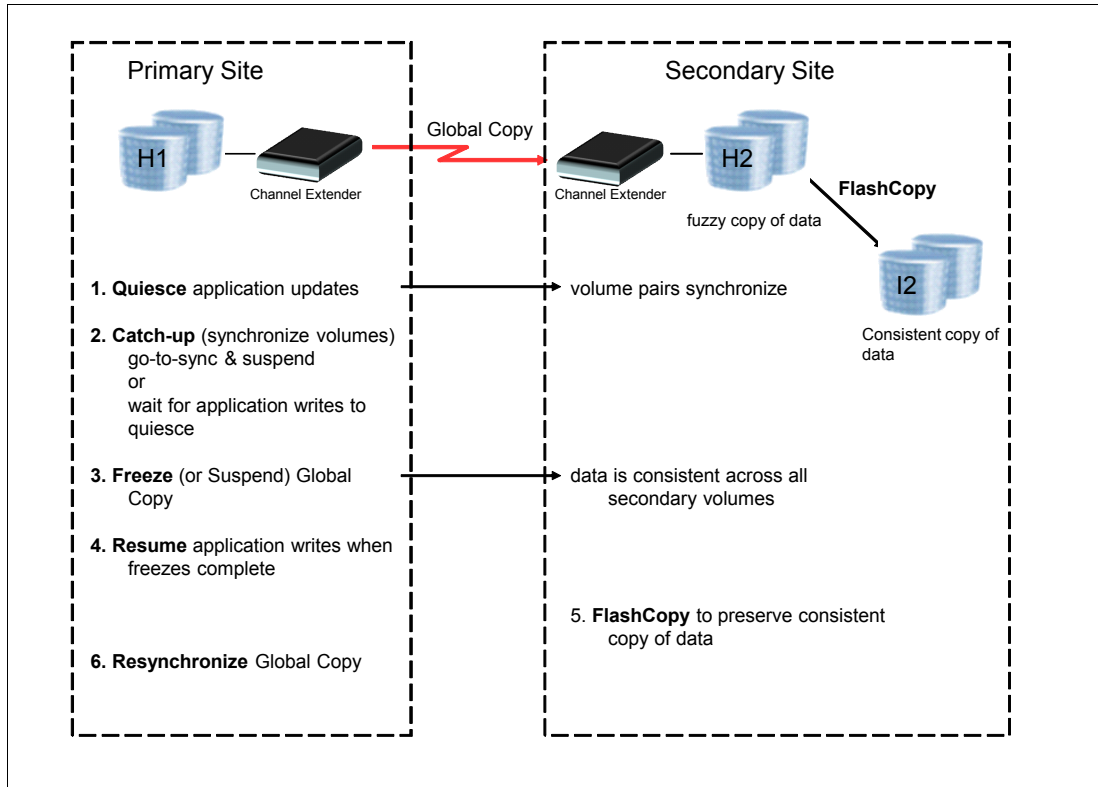 Primary Site
Secondary Site
Global Copy
H1
H2
Channel Extender
Channel Extender
FlashCopy
fuzzy copy of data
I2
Consistent copy of
data
1. Quiesce application updates
volume pairs synchronize
2. Catch-up (synchronize volumes)
go-to-sync & suspend
or
wait for application writes to
quiesce
3. Freeze (or Suspend) Global
Copy
data is consistent across all
secondary volumes
4. Resume application writes when
freezes complete
5. FlashCopy to preserve consistent
copy of data
6. Resynchronize Global Copy